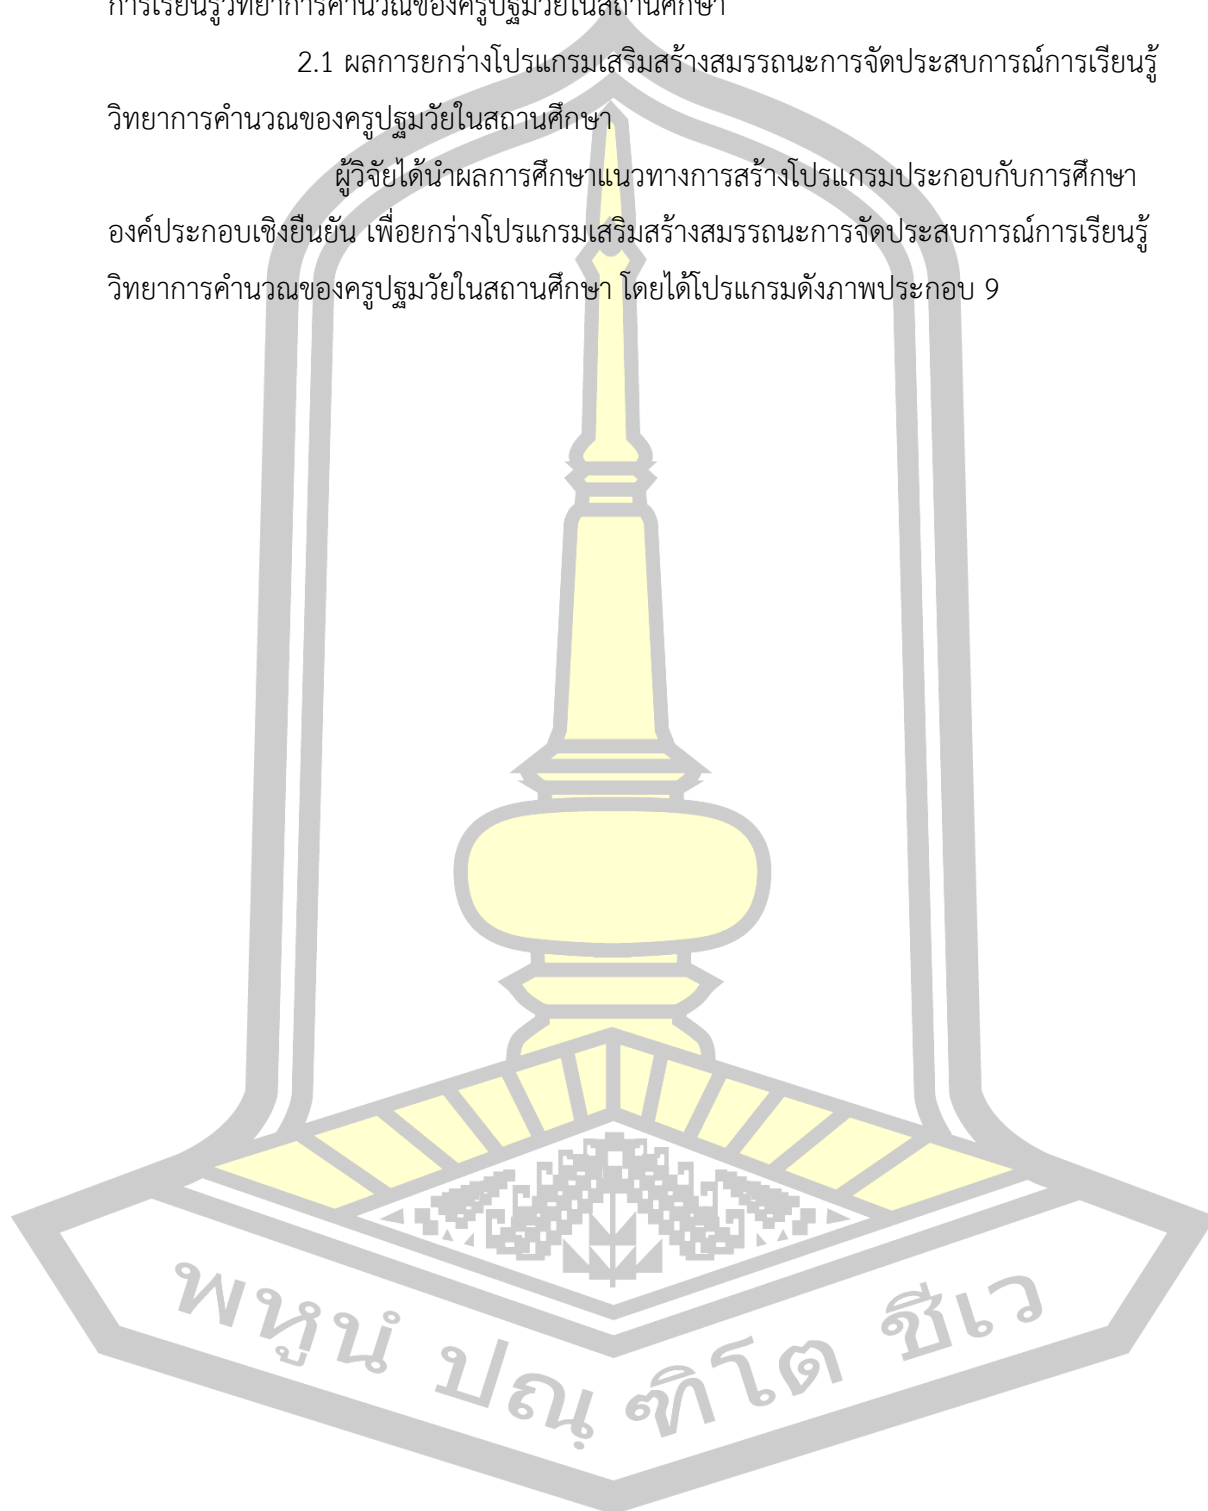 การเรียนรู้วิทยาการคำนวณของครูปฐมวัยในสถานศึกษา
2.1 ผลการยกร่างโปรแกรมเสริมสร้างสมรรถนะการจัดประสบการณ์การเรียนรู้
วิทยาการคำนวณของครูปฐมวัยในสถานศึกษา
ผู้วิจัยได้นำผลการศึกษาแนวทางการสร้างโปรแกรมประกอบกับการศึกษา
องค์ประกอบเชิงยืนยัน เพื่อยกร่างโปรแกรมเสริมสร้างสมรรถนะการจัดประสบการณ์การเรียนรู้
วิทยาการคำนวณของครูปฐมวัยในสถานศึกษา โดยได้โปรแกรมดังภาพประกอบ 9
พหูนํ ปณฺ ฑิโต ชีเว